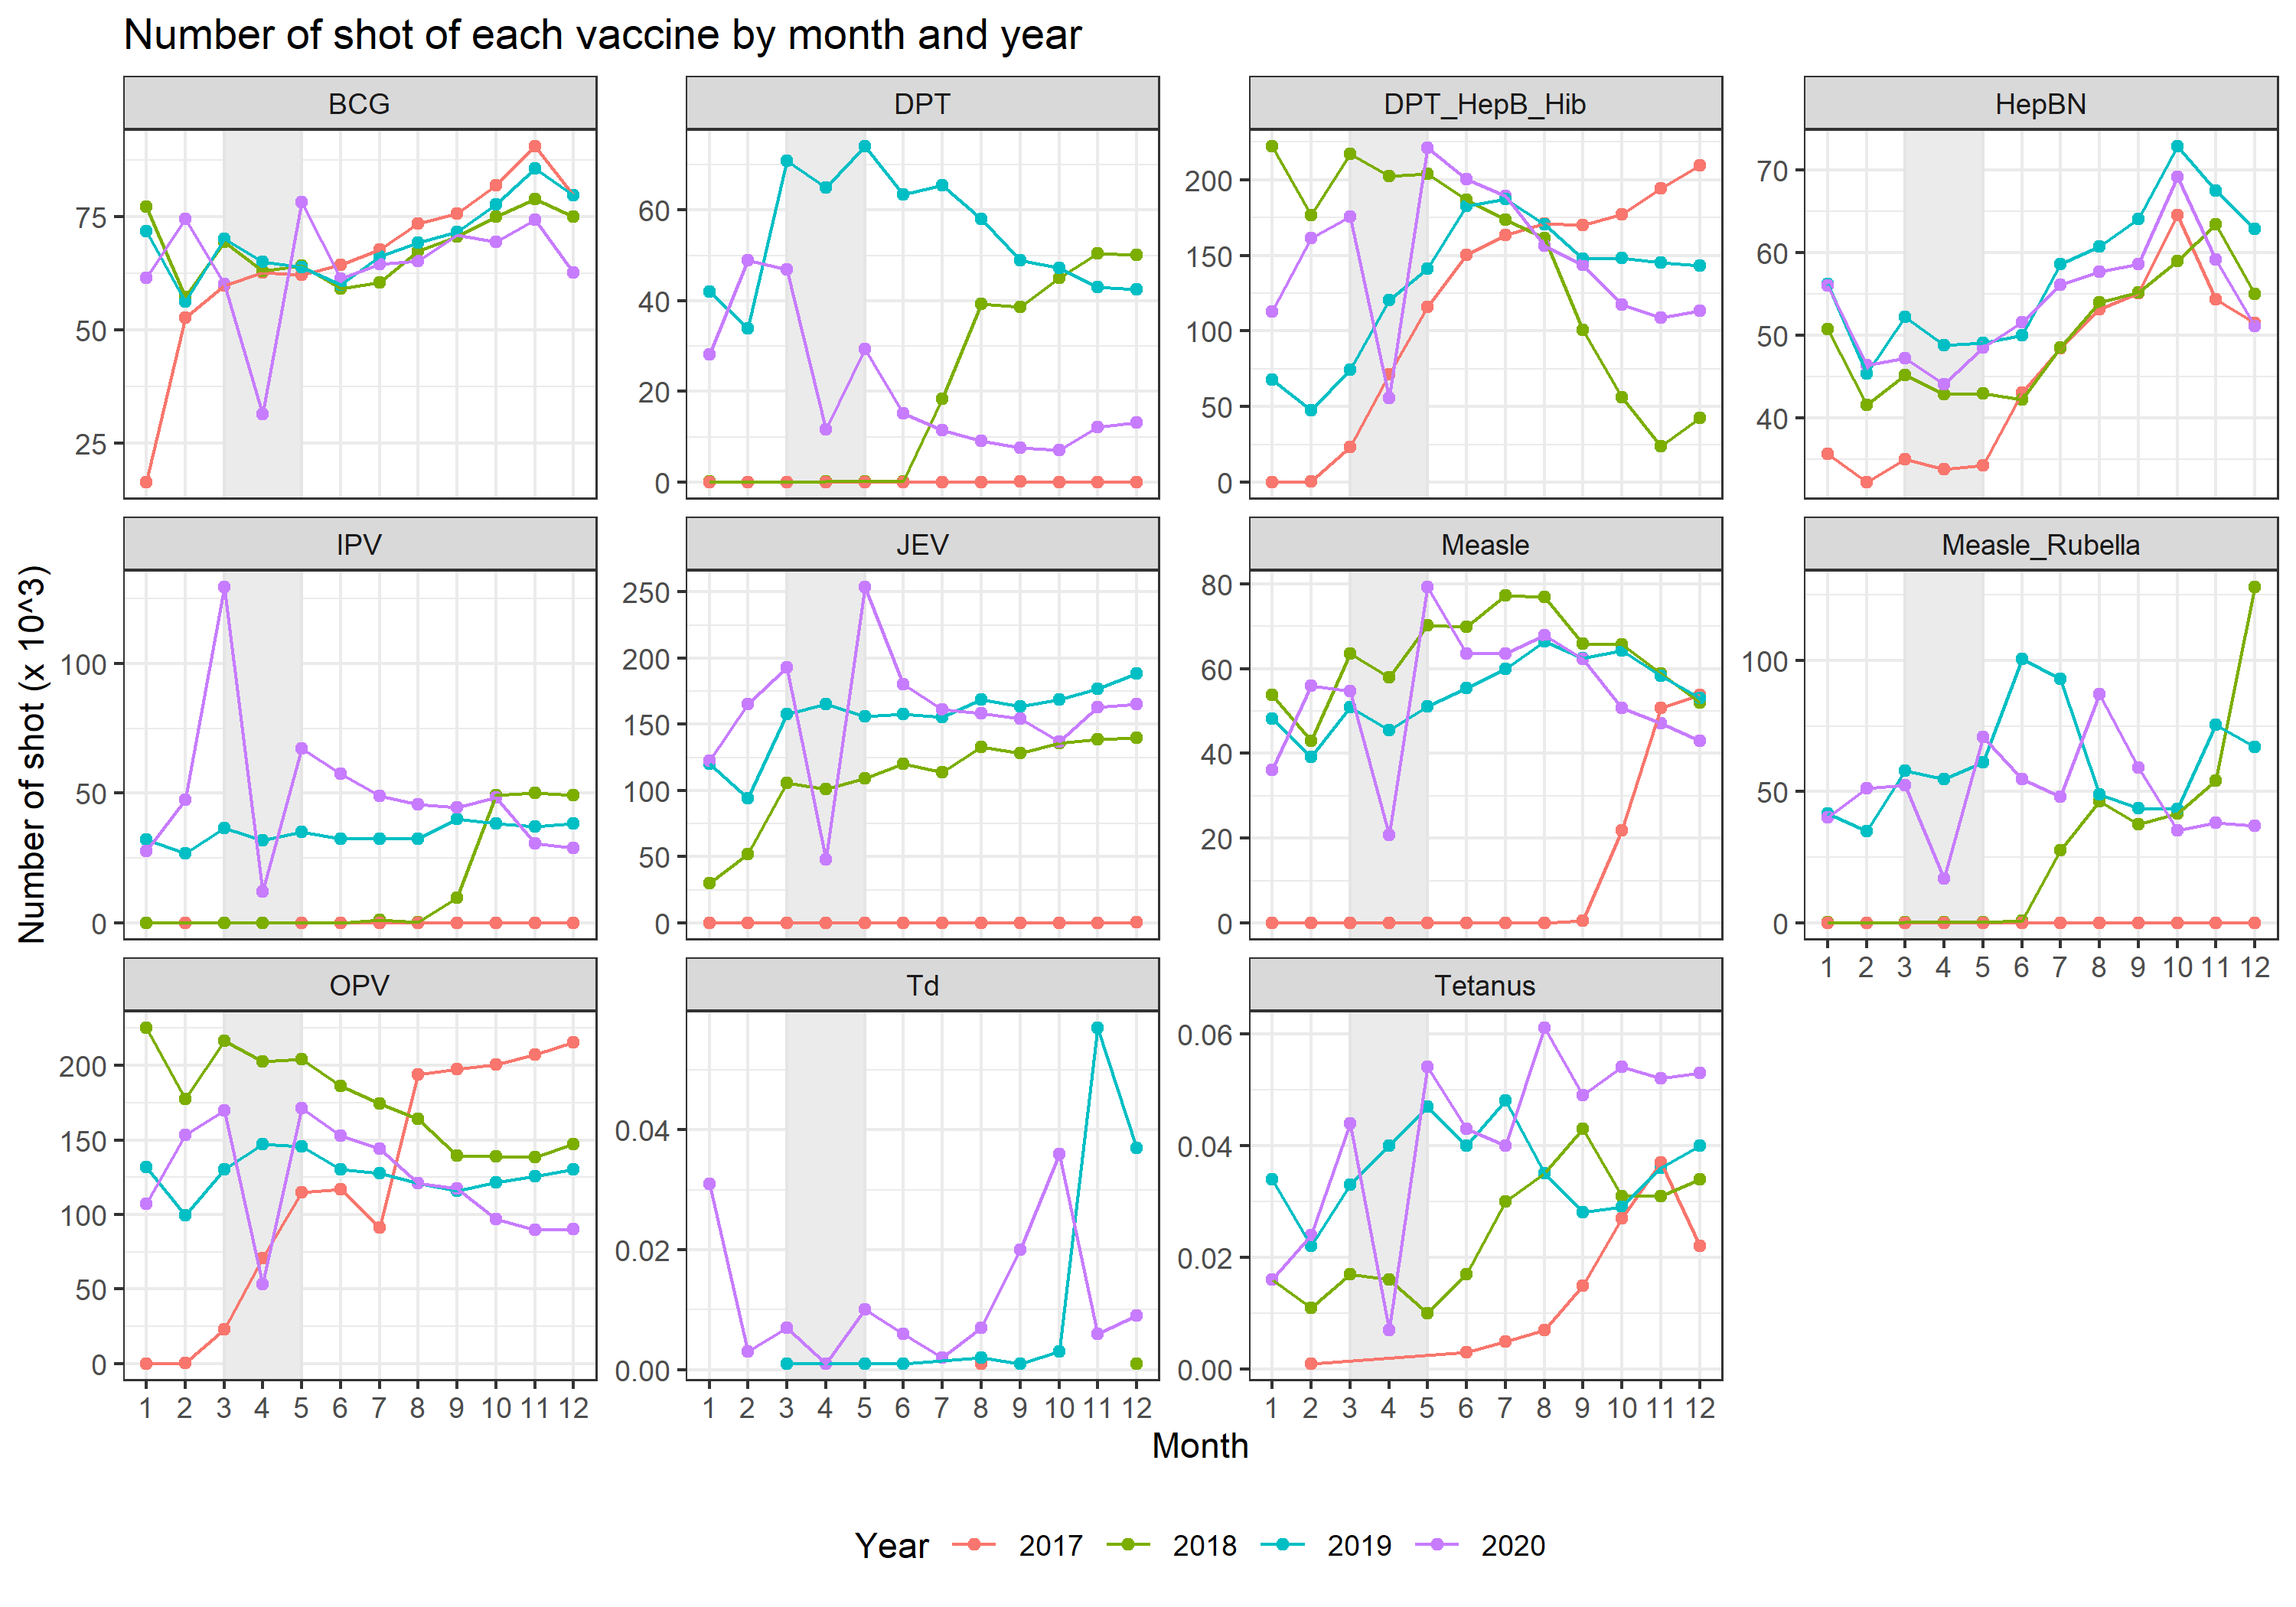 Number of shot of each vaccine by month and year
BCG
DPT
DPT_HepB_Hib
HepBN
75
50
25
60
40
20
0
200
150
100
50
0
70
60
50
40
IPV
JEV
Measle
Measle_Rubella
100
50
0
250
200
150
100
50
0
80
60
40
20
0
100
50
0
1 2 3 4 5 6 7 8 9 10 11 12
OPV
Td
Tetanus
200
150
100
50
0
0.04
0.02
0.00
0.06
0.04
0.02
0.00
1 2 3 4 5 6 7 8 9 10 11 12
1 2 3 4 5 6 7 8 9 10 11 12
1 2 3 4 5 6 7 8 9 10 11 12
Number of shot (x 10^3)
Month
Year 2017 2018 2019 2020